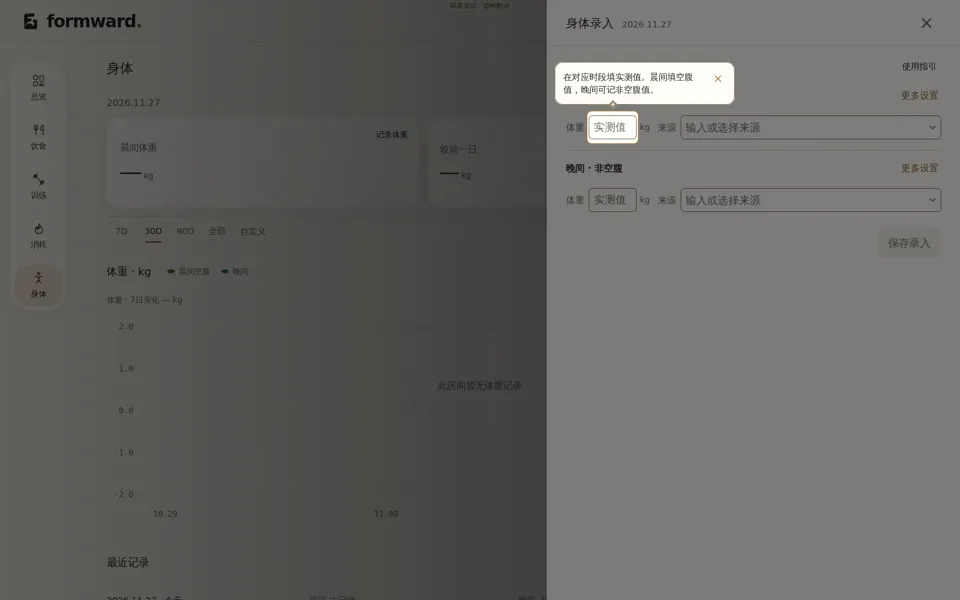 formward.
总览
饮食
训练
消耗
身体
身体
2026.11.27
记录体重
晨间体重
kg
较前一日
kg
7D 30D 90D 全部 自定义
体重 · kg 晨间空腹 晚间
体重 · 7日变化 — kg
2.0
1.0
0.0
-1.0
-2.0
此区间暂无体重记录
10.29 11.08
最近记录
身体录入 2026.11.27
使用指引
在对应时段填实测值。晨间填空腹
值，晚间可记非空腹值。
更多设置
体重 实测值 kg 来源 输入或选择来源
晚间 · 非空腹 更多设置
体重 实测值 kg 来源 输入或选择来源
保存录入